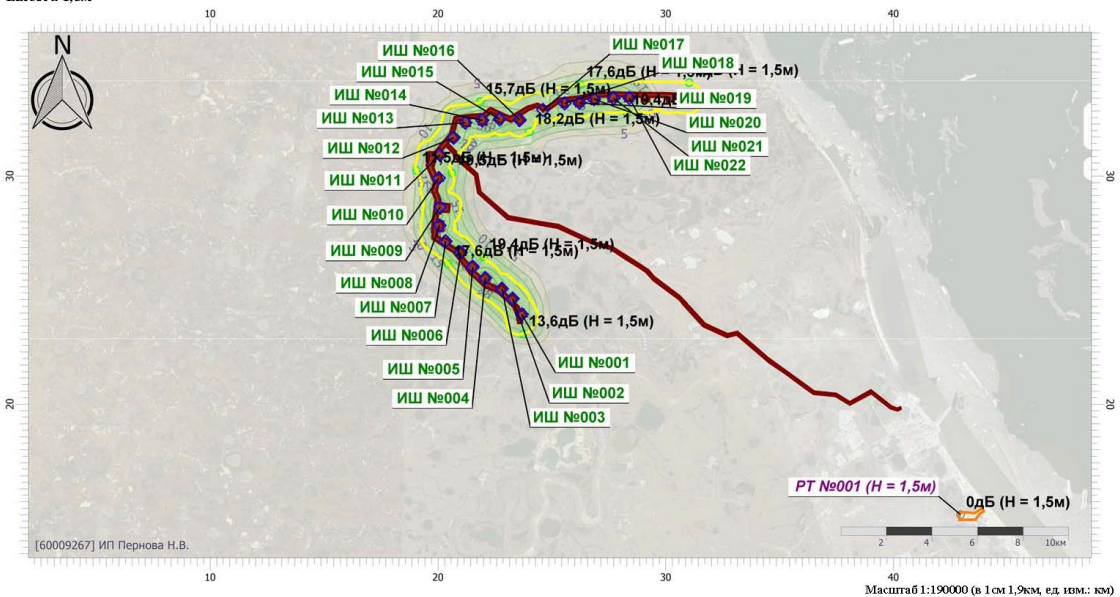 10 20 30 40
N
ИШ №016
ИШ №017
ИШ №015
17,6дБ (Н = 1,5м)
ИШ №018
15,7дБ (Н = 1,5м)
ИШ №014
ИШ №019
ИШ №013
18,2дБ (Н = 1,5м)
ИШ №020
ИШ №012
ИШ №021
ИШ №022
ИШ №011
30
30
ИШ №010
ИШ №009
19,4дБ (Н = 1,5м)
17,6дБ (Н = 1,5м)
ИШ №008
ИШ №007
13,6дБ (Н = 1,5м)
ИШ №006
ИШ №001
ИШ №005
ИШ №002
ИШ №004
20
20
ИШ №003
РТ №001 (Н = 1,5м)
0дБ (Н = 1,5м)
[60009267] ИП Пернова Н.В.
2 4 6 8 10км
10 20 30 40
Масштаб 1:190000 (в 1см 1,9км, ед. изм.: км)